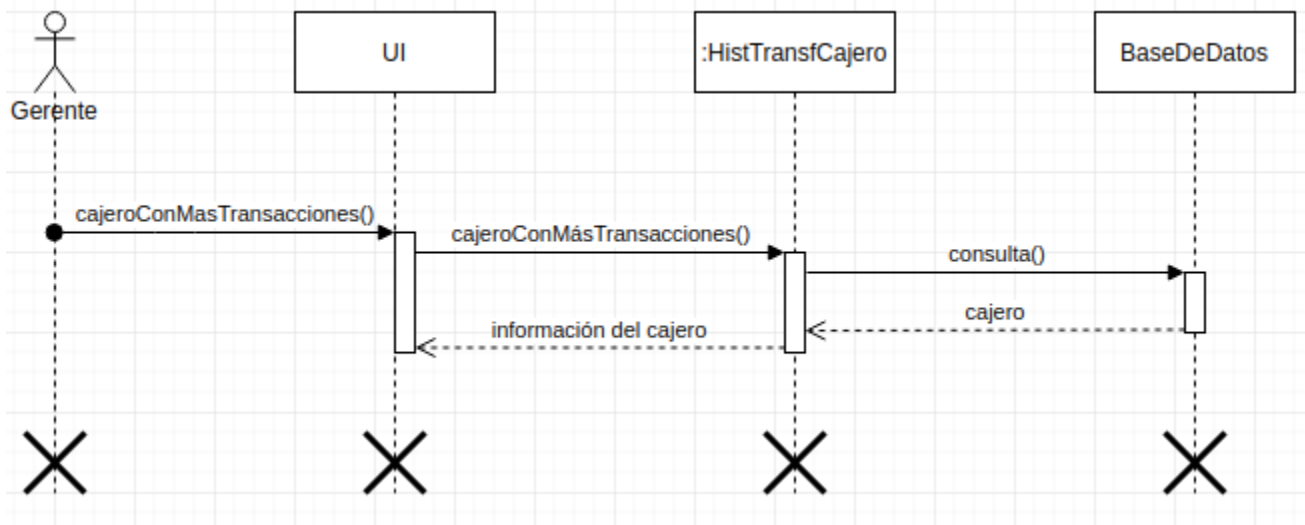 Gerente
UI
:HistTransfCajero
BaseDeDatos
cajeroConMasTransacciones()
cajeroConMásTransacciones()
consulta()
cajero
información del cajero